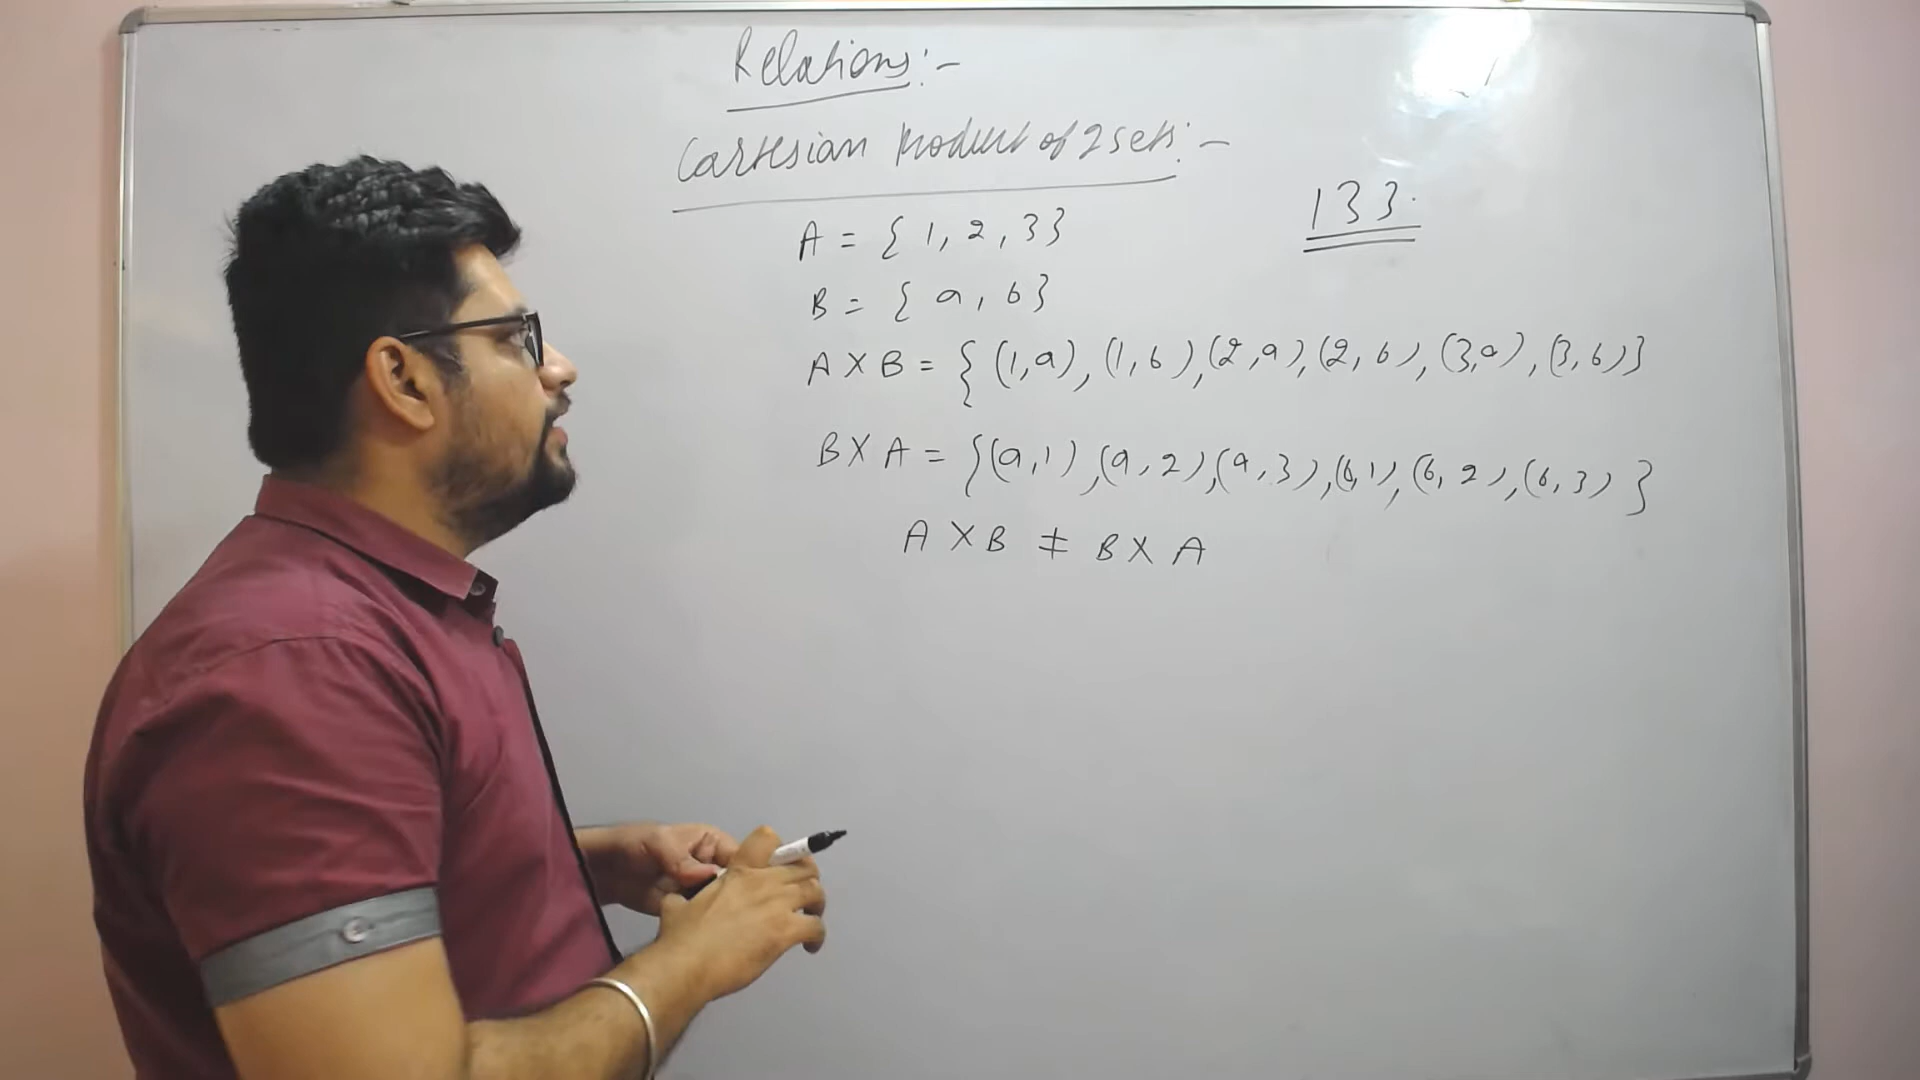 Relations:-
Cartesian Product of 2 sets:-
133.
A = { 1, 2, 3}
B = { a, b}
A X B = { (1,a), (1,b), (2,a), (2,b), (3,a), (3,b)}
B X A = {(a,1), (a,2), (a,3), (b,1), (b,2), (b,3) }
A X B ≠ B X A